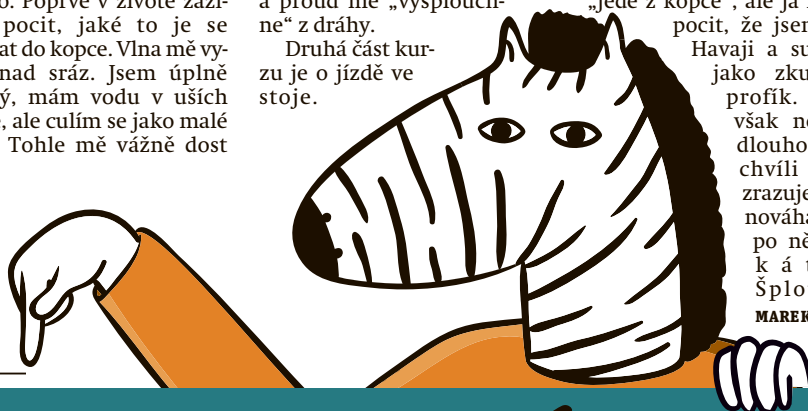 o. Poprvé v životě zaží-
pocit, jaké to je se
at do kopce. Vlna mě vy-
nad sráz. Jsem úplně
ý, mám vodu v uších
, ale culím se jako malé
Tohle mě vážně dost
a proud mě „vyšplouch-
ne“ z dráhy.
Druhá část kur-
zu je o jízdě ve
stoje.
„jede z kopce“, ale já
pocit, že jsem
Havaji a su
jako zku
profík.
však ne
dlouho
chvíli
zrazuje
nováha
po ně
k á t
Šplo
MAREK